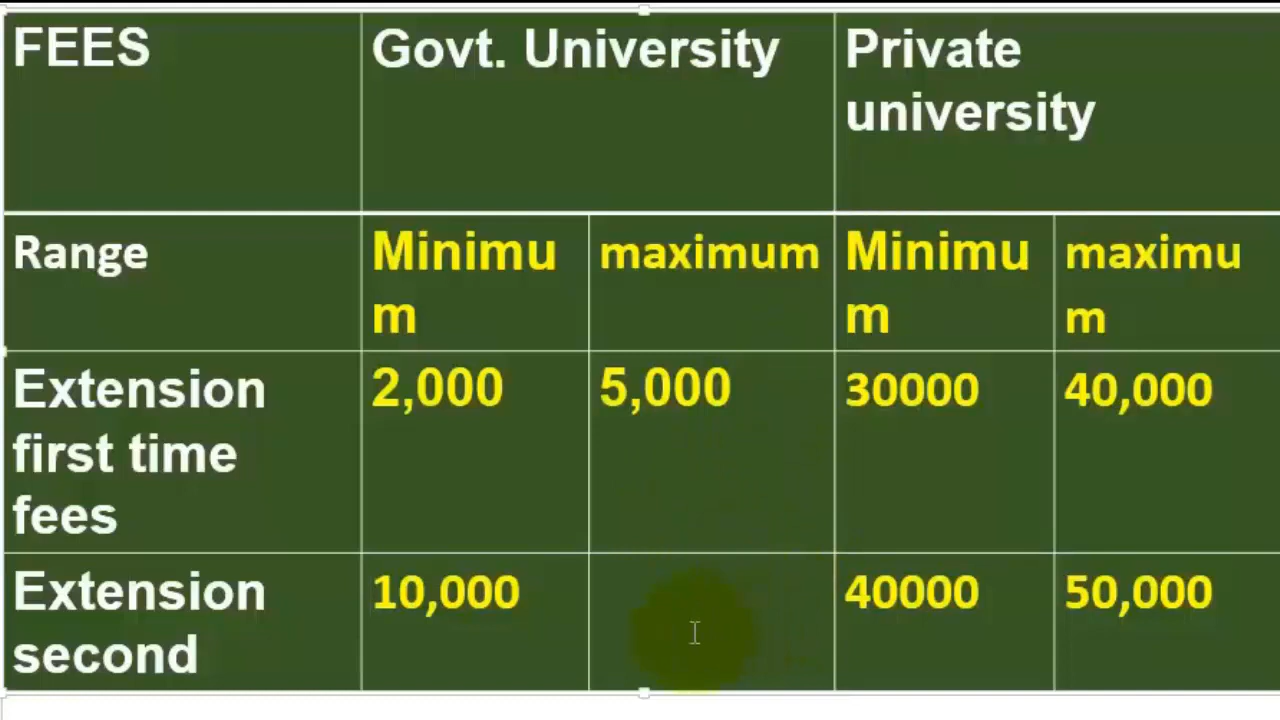 FEES
Govt. University
Private
university
Range
Minimu
m
maximum
Minimu
m
maximu
m
Extension
first time
fees
2,000
5,000
30000
40,000
Extension
second
10,000
40000
50,000